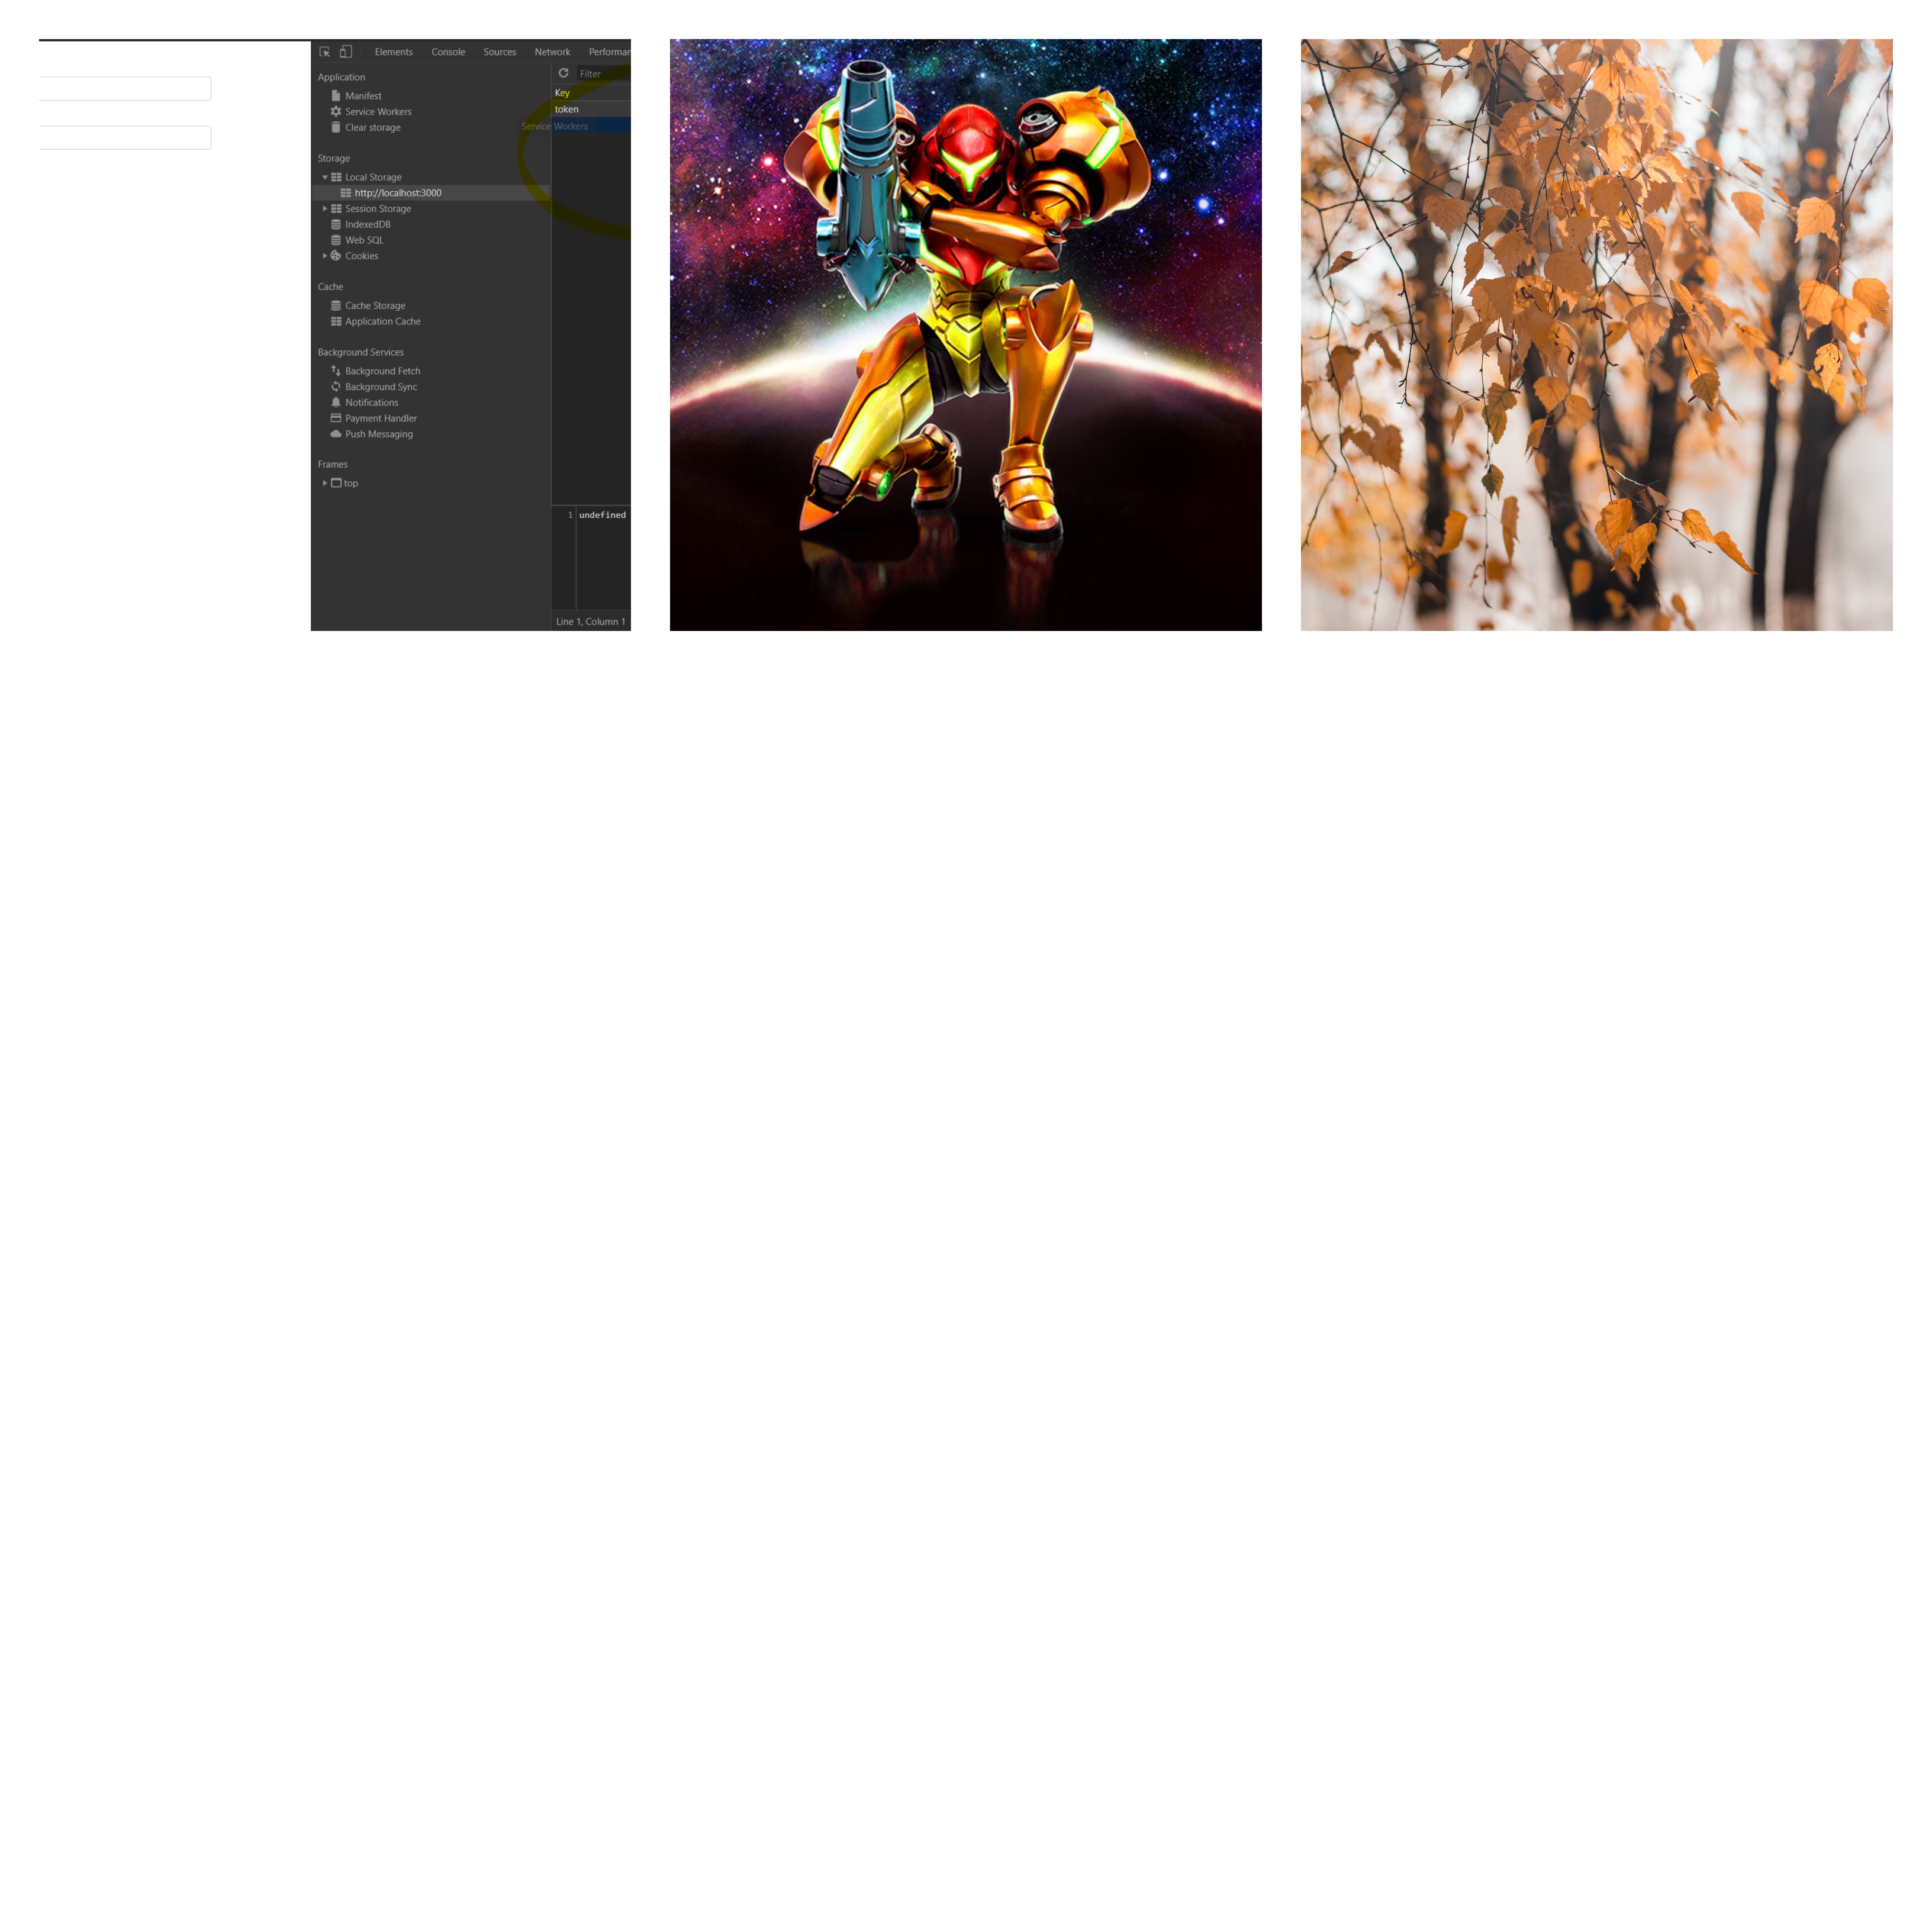 Elements Console Sources Network Performan
Application
Manifest
Service Workers
Clear storage
Storage
Local Storage
http://localhost:3000
Session Storage
IndexedDB
Web SQL
Cookies
Cache
Cache Storage
Application Cache
Background Services
Background Fetch
Background Sync
Notifications
Payment Handler
Push Messaging
Frames
top
Filter
Key
token
Service Workers
1 undefined
Line 1, Column 1